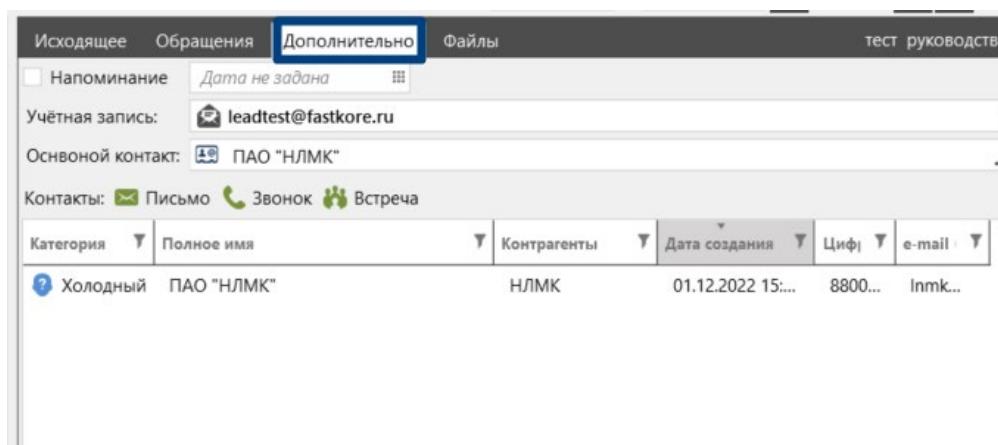 Исходящее Обращения Дополнительно Файлы тест руководств
Напоминание Дата не задана
Учётная запись: leadtest@fastkore.ru
Оснвоной контакт: ПАО "НЛМК"
Контакты: Письмо Звонок Встреча
Категория Полное имя Контрагенты Дата создания Циф e-mail
Холодный ПАО "НЛМК" НЛМК 01.12.2022 15:... 8800... lnmk...